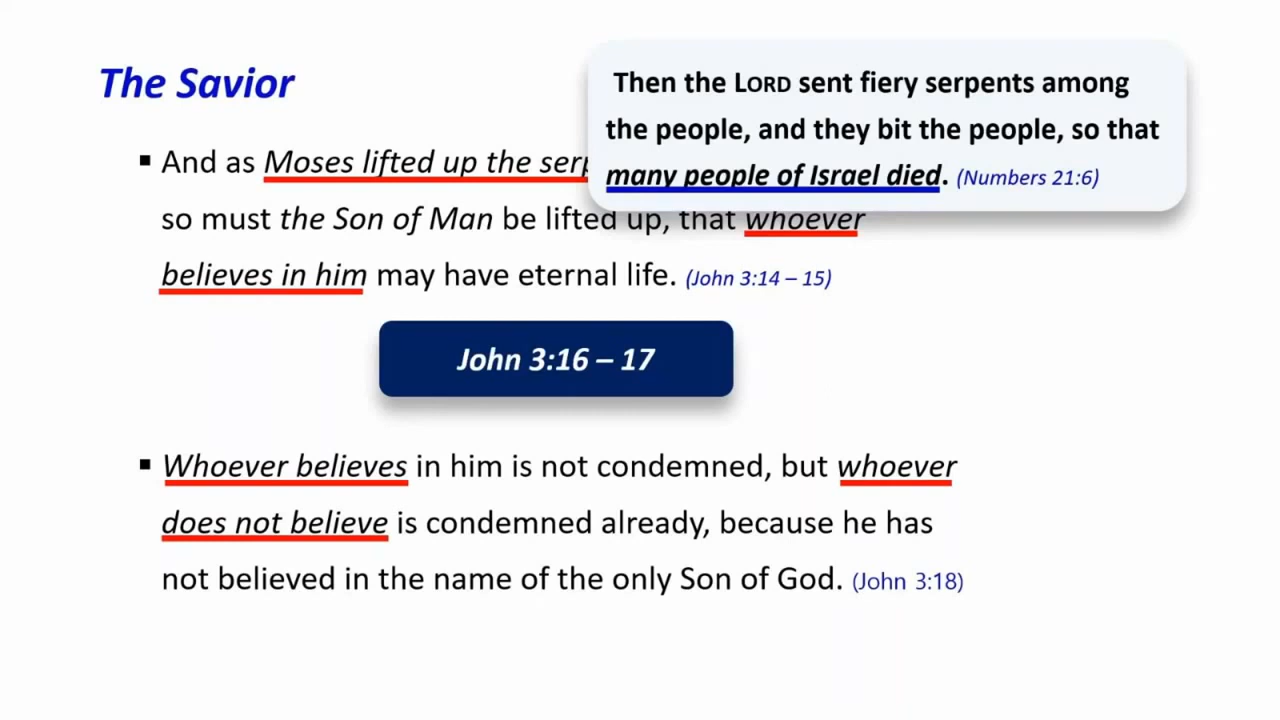 The Savior
Then the LORD sent fiery serpents among
the people, and they bit the people, so that
many people of Israel died. (Numbers 21:6)
▪ And as Moses lifted up the
so must the Son of Man be lifted up, that whoever
believes in him may have eternal life. (John 3:14 – 15)
John 3:16 – 17
▪ Whoever believes in him is not condemned, but whoever
does not believe is condemned already, because he has
not believed in the name of the only Son of God. (John 3:18)